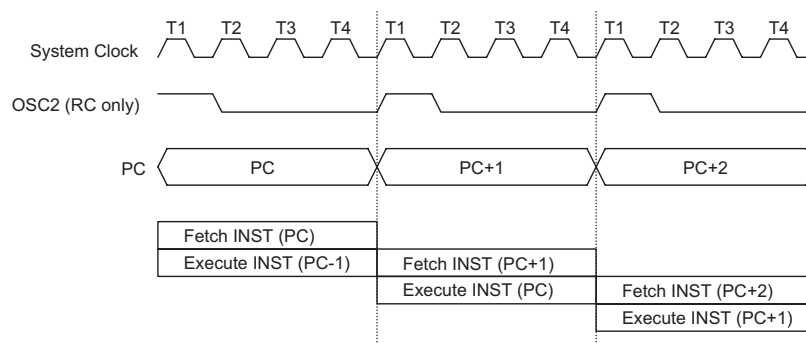 T1 T2 T3 T4 T1 T2 T3 T4 T1 T2 T3 T4
System Clock
OSC2 (RC only)
PC PC PC+1 PC+2
Fetch INST (PC)
Execute INST (PC-1) Fetch INST (PC+1)
Execute INST (PC) Fetch INST (PC+2)
Execute INST (PC+1)